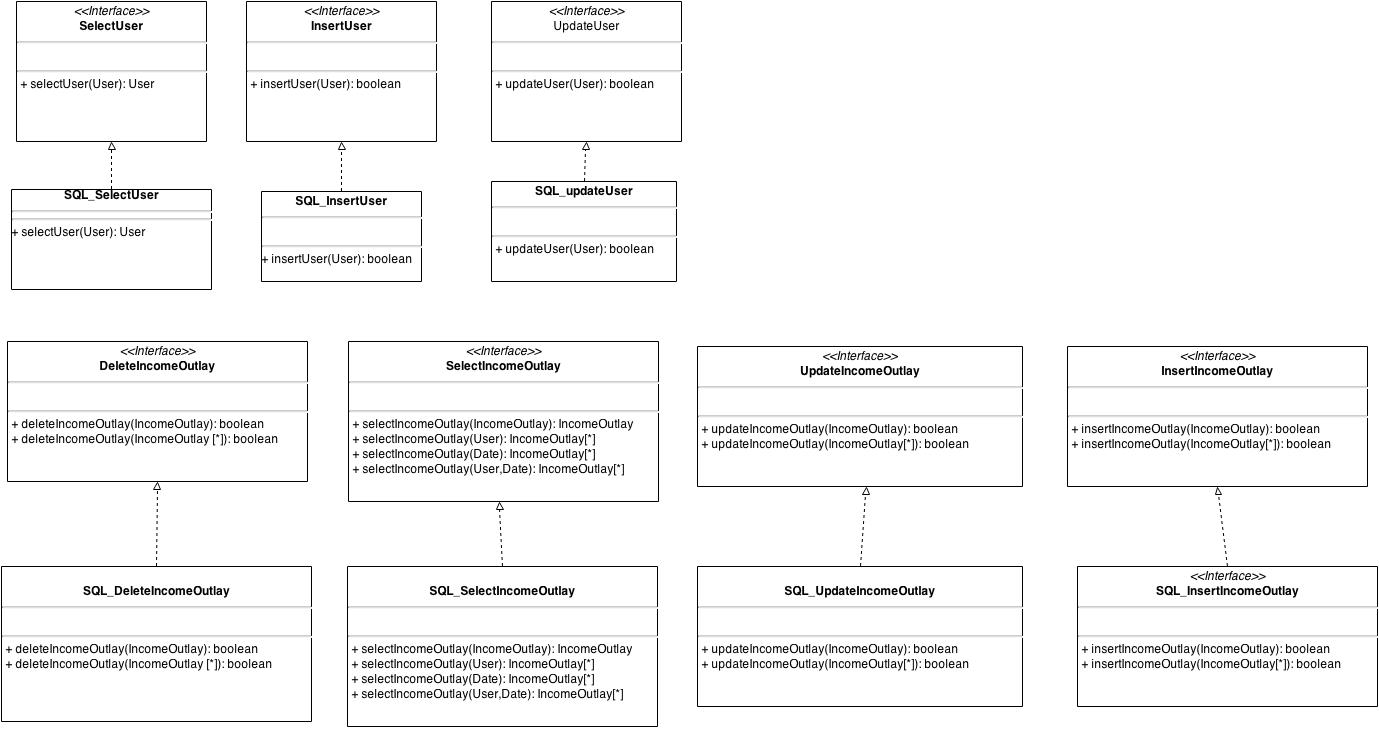 <<Interface>>
SelectUser
+ selectUser(User): User
<<Interface>>
InsertUser
+ insertUser(User): boolean
<<Interface>>
UpdateUser
+ updateUser(User): boolean
SQL_SelectUser
+ selectUser(User): User
SQL_InsertUser
+ insertUser(User): boolean
SQL_updateUser
+ updateUser(User): boolean
<<Interface>>
DeleteIncomeOutlay
+ deleteIncomeOutlay(IncomeOutlay): boolean
+ deleteIncomeOutlay(IncomeOutlay [*]): boolean
<<Interface>>
SelectIncomeOutlay
+ selectIncomeOutlay(IncomeOutlay): IncomeOutlay
+ selectIncomeOutlay(User): IncomeOutlay[*]
+ selectIncomeOutlay(Date): IncomeOutlay[*]
+ selectIncomeOutlay(User,Date): IncomeOutlay[*]
<<Interface>>
UpdateIncomeOutlay
+ updateIncomeOutlay(IncomeOutlay): boolean
+ updateIncomeOutlay(IncomeOutlay[*]): boolean
<<Interface>>
InsertIncomeOutlay
+ insertIncomeOutlay(IncomeOutlay): boolean
+ insertIncomeOutlay(IncomeOutlay[*]): boolean
SQL_DeleteIncomeOutlay
+ deleteIncomeOutlay(IncomeOutlay): boolean
+ deleteIncomeOutlay(IncomeOutlay [*]): boolean
SQL_SelectIncomeOutlay
+ selectIncomeOutlay(IncomeOutlay): IncomeOutlay
+ selectIncomeOutlay(User): IncomeOutlay[*]
+ selectIncomeOutlay(Date): IncomeOutlay[*]
+ selectIncomeOutlay(User,Date): IncomeOutlay[*]
SQL_UpdateIncomeOutlay
+ updateIncomeOutlay(IncomeOutlay): boolean
+ updateIncomeOutlay(IncomeOutlay[*]): boolean
<<Interface>>
SQL_InsertIncomeOutlay
+ insertIncomeOutlay(IncomeOutlay): boolean
+ insertIncomeOutlay(IncomeOutlay[*]): boolean